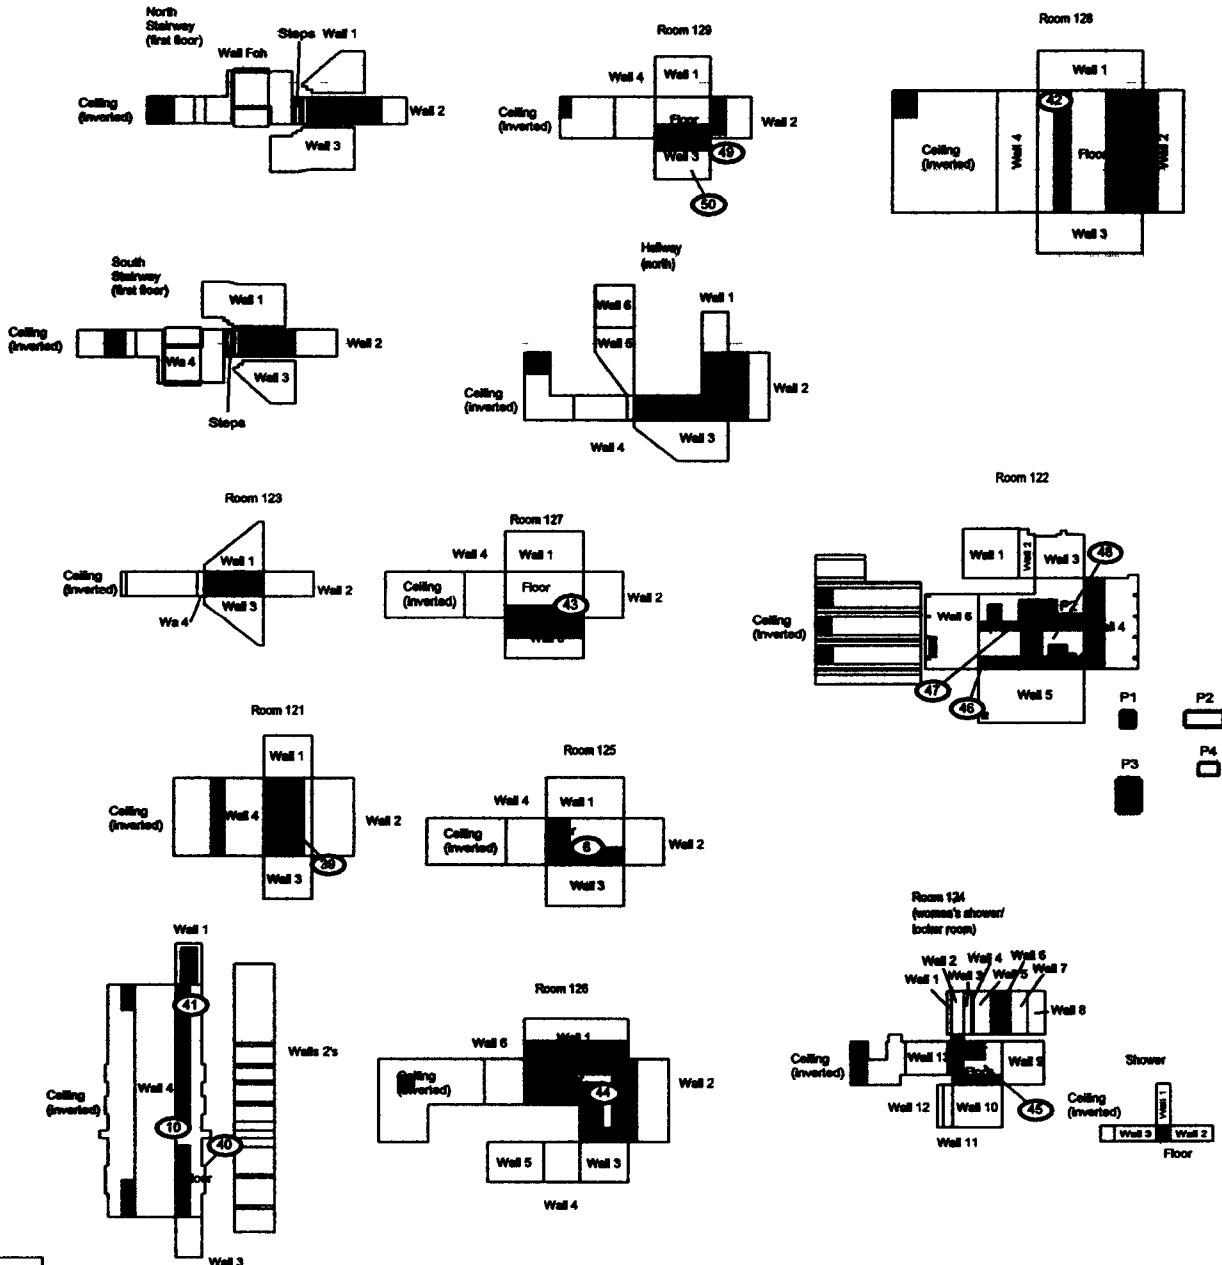 North
Stairway
(first floor)
Steps
Wall 1
Wall Foh
Ceiling
(inverted)
Wall 2
Wall 3
Room 129
Wall 4
Wall 1
Ceiling
(inverted)
Floor
Wall 2
Wall 3
49
50
Room 128
Wall 1
42
Ceiling
(inverted)
Wall 4
Floor
Wall 2
Wall 3
South
Stairway
(first floor)
Wall 1
Ceiling
(inverted)
Wa 4
Wall 2
Wall 3
Steps
Hallway
(north)
Wall 6
Wall 1
Wall 5
Ceiling
(inverted)
Wall 2
Wall 4
Wall 3
Room 123
Wall 1
Ceiling
(inverted)
Wall 2
Wa 4
Wall 3
Room 127
Wall 4
Wall 1
Ceiling
(inverted)
Floor
Wall 2
43
Room 122
Wall 1
Wall 2
Wall 3
48
Wall 6
Ceiling
(inverted)
47
46
Wall 5
P1
P2
P3
P4
Room 121
Wall 1
Ceiling
(inverted)
Wall 4
Wall 2
39
Wall 3
Room 125
Wall 4
Wall 1
Ceiling
(inverted)
6
Wall 2
Wall 3
Wall 1
41
Walls 2's
Wall 4
Ceiling
(inverted)
10
40
Wall 3
Room 126
Wall 1
Wall 6
Ceiling
(inverted)
44
Wall 2
Wall 5
Wall 3
Wall 4
Room 124
(women's shower/
locker room)
Wall 2
Wall 4
Wall 6
Wall 1
Wall 3
Wall 5
Wall 7
Wall 8
Ceiling
(inverted)
Wall 13
Floor
Wall 9
Wall 12
Wall 10
45
Wall 11
Shower
Ceiling
(inverted)
Wall 1
Wall 3
Wall 2
Floor